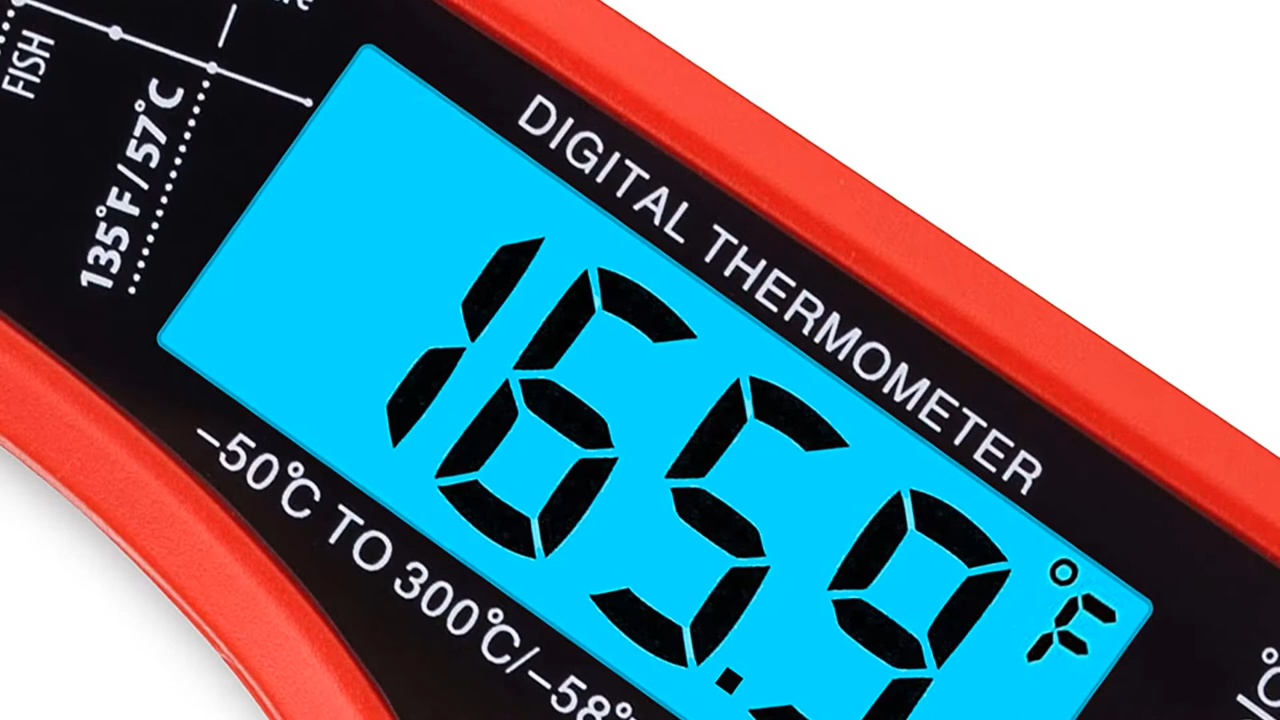 FISH
135°F/57°C
DIGITAL THERMOMETER
165.9°F
-50°C TO 300°C/-58°